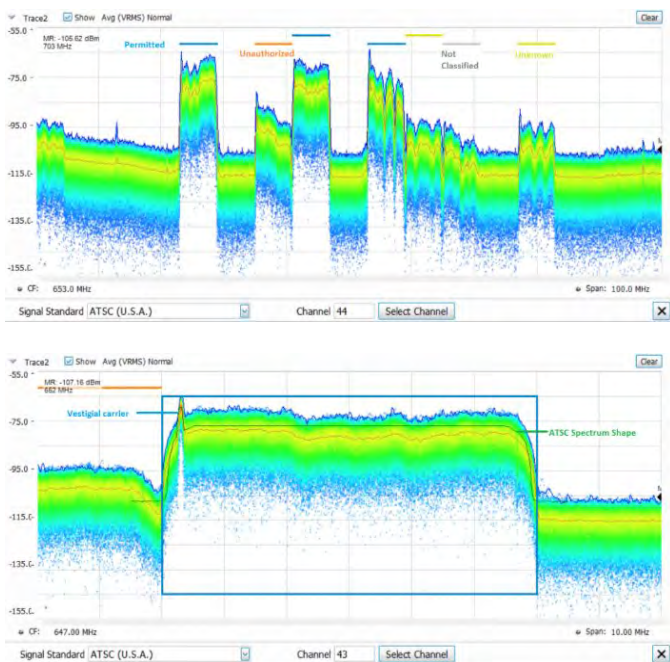 Trace2 Show Avg (VRMS) Normal Clear
-55.0
MR: -106.62 dBm
703 MHz
Permitted
Unauthorized
Not
Classified
Unknown
-75.0
-95.0
-115.0
-135.0
-155.0
CF: 653.0 MHz Span: 100.0 MHz
Signal Standard ATSC (U.S.A.) Channel 44 Select Channel
Trace2 Show Avg (VRMS) Normal Clear
-55.0
MR: -107.16 dBm
662 MHz
Vestigial carrier
-75.0
ATSC Spectrum Shape
-95.0
-115.0
-135.0
-155.0
CF: 647.00 MHz Span: 10.00 MHz
Signal Standard ATSC (U.S.A.) Channel 43 Select Channel